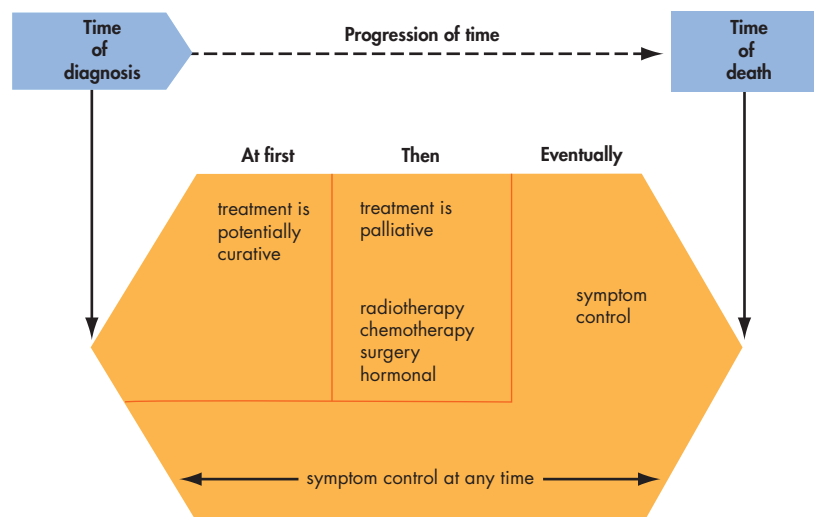 Time
of
diagnosis
Progression of time
Time
of
death
At first
Then
Eventually
treatment is
potentially
curative
treatment is
palliative
radiotherapy
chemotherapy
surgery
hormonal
symptom
control
symptom control at any time